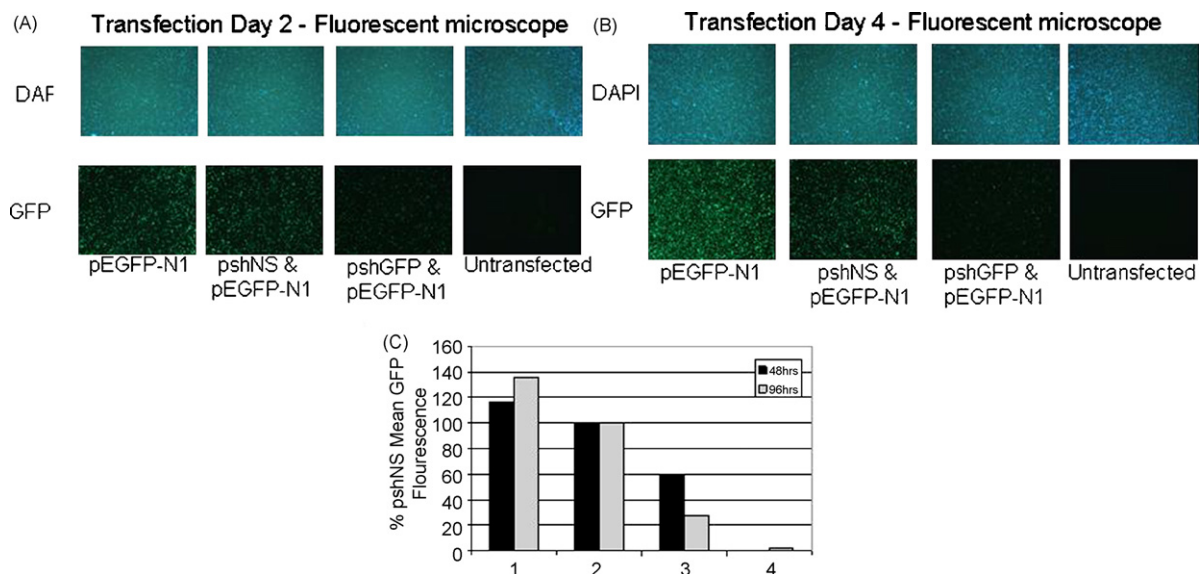 (A)
Transfection Day 2 - Fluorescent microscope
DAF
GFP
pEGFP-N1
pshNS &
pEGFP-N1
pshGFP &
pEGFP-N1
Untransfected
(B)
Transfection Day 4 - Fluorescent microscope
DAPI
GFP
pEGFP-N1
pshNS &
pEGFP-N1
pshGFP &
pEGFP-N1
Untransfected
(C)
% pshNS Mean GFP
Flourescence
160
140
120
100
80
60
40
20
0
48hrs
96hrs
1 2 3 4